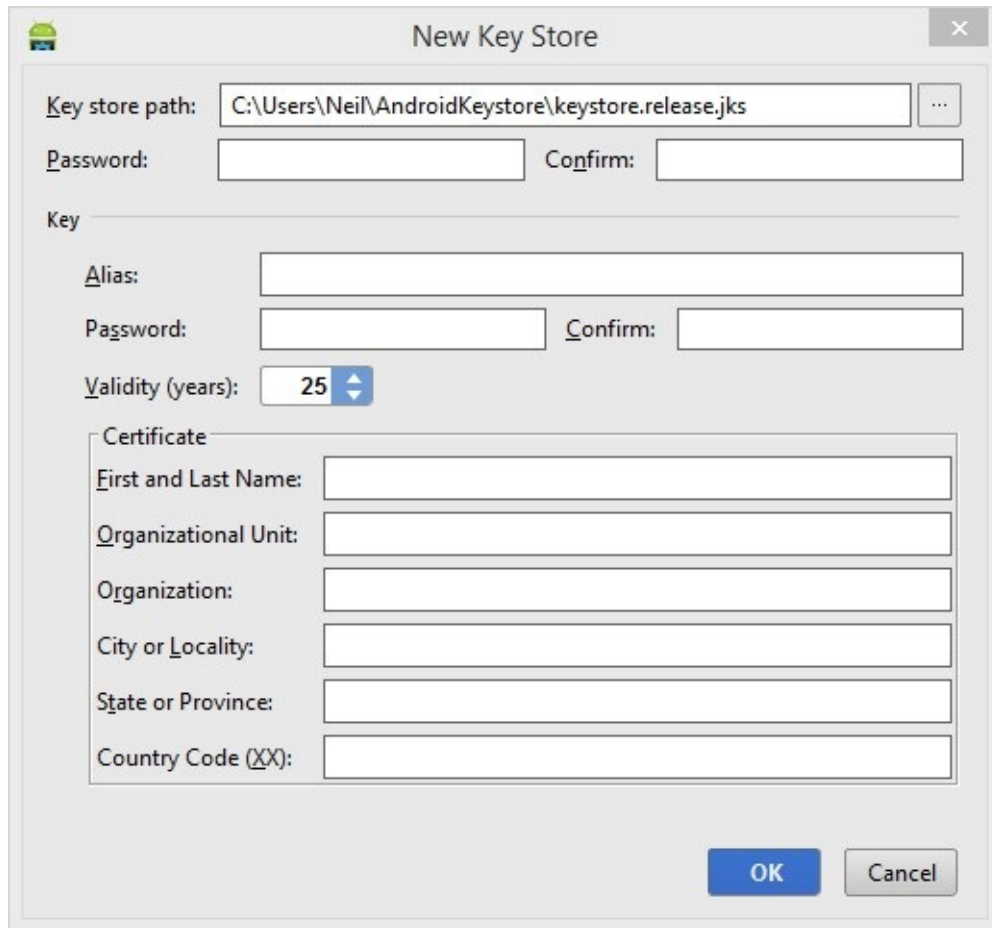 New Key Store
Key store path: C:\Users\Neil\AndroidKeystore\keystore.release.jks ...
Password: Confirm:
Key
Alias:
Password: Confirm:
Validity (years): 25
Certificate
First and Last Name:
Organizational Unit:
Organization:
City or Locality:
State or Province:
Country Code (XX):
OK Cancel